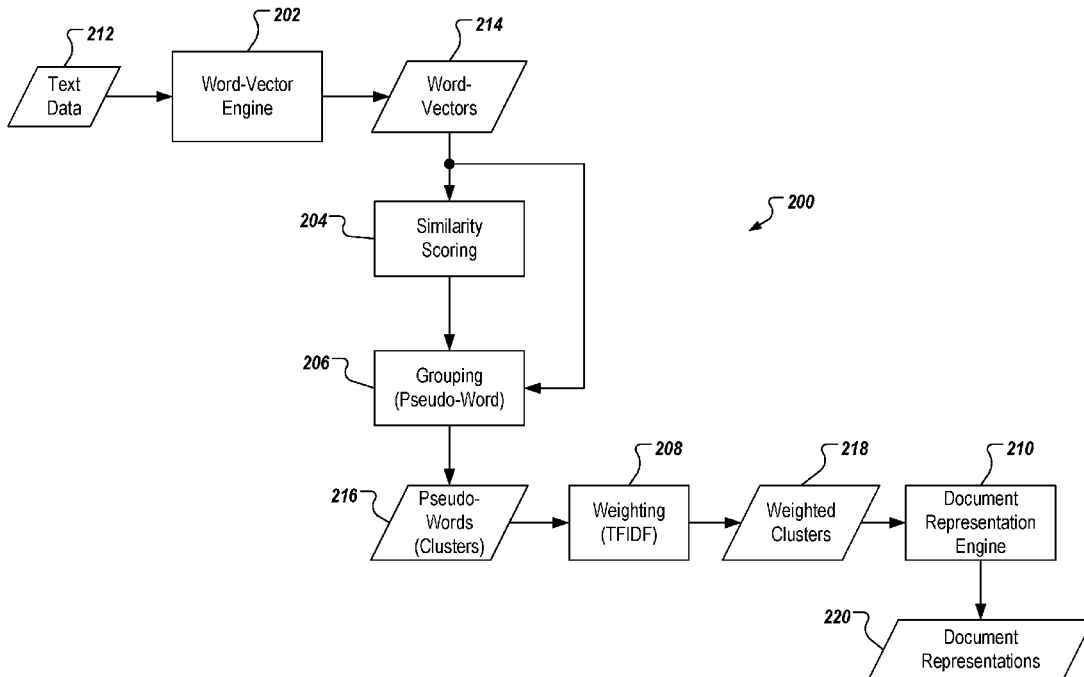 212
202
214
Text
Data
Word-Vector
Engine
Word-
Vectors
200
204
Similarity
Scoring
206
Grouping
(Pseudo-Word)
216
208
218
210
Pseudo-
Words
(Clusters)
Weighting
(TFIDF)
Weighted
Clusters
Document
Representation
Engine
220
Document
Representations